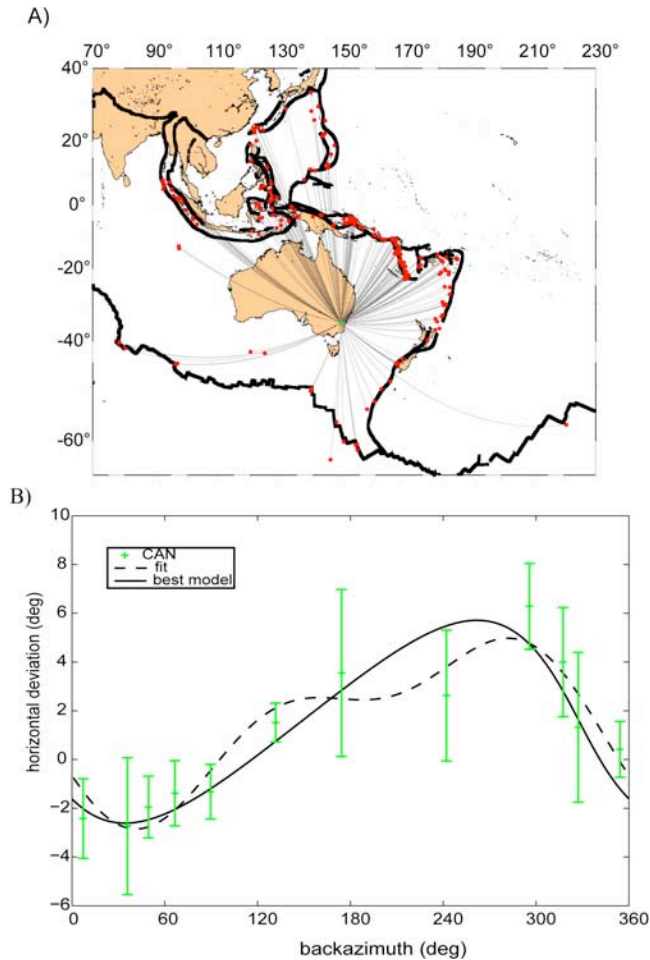 A)
70° 90° 110° 130° 150° 170° 190° 210° 230°
40°
20°
0°
-20°
-40°
-60°
B)
10
8
6
4
2
0
−2
−4
−6
horizontal deviation (deg)
CAN
fit
best model
0 60 120 180 240 300 360
backazimuth (deg)